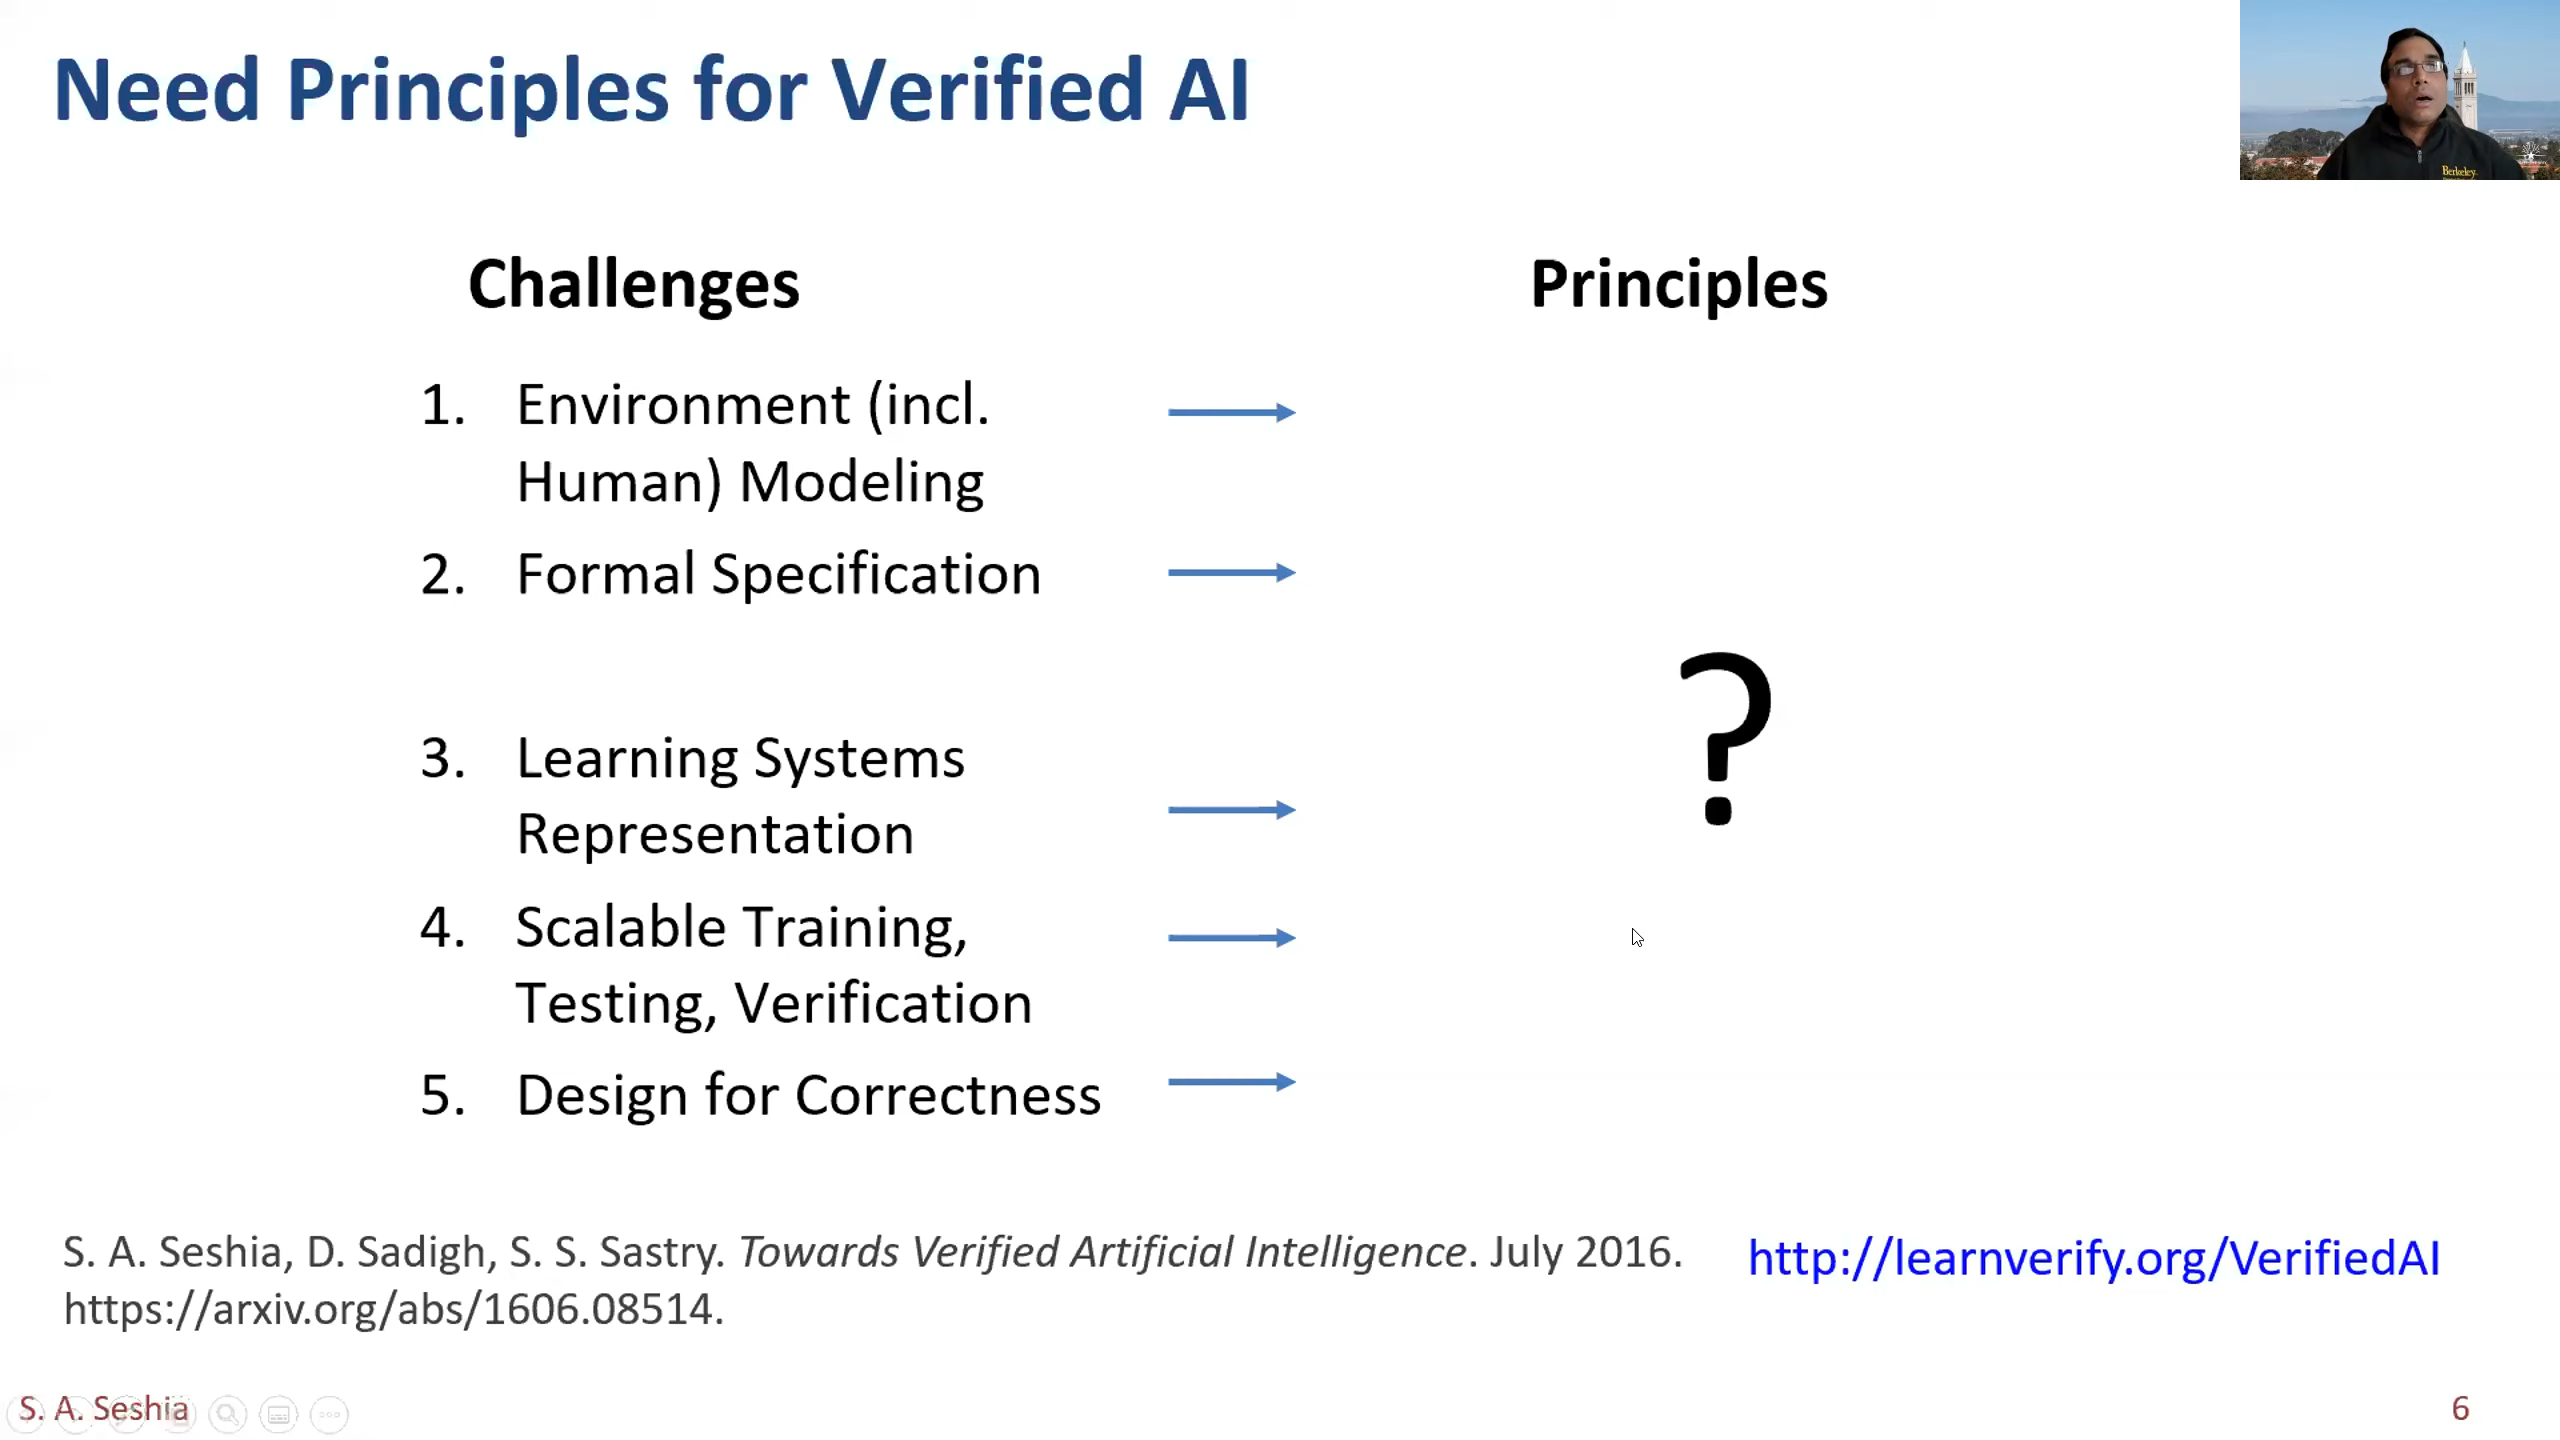 Need Principles for Verified AI
Berkeley
Challenges
Principles
1. Environment (incl.
Human) Modeling
2. Formal Specification
?
3. Learning Systems
Representation
4. Scalable Training,
Testing, Verification
5. Design for Correctness
S. A. Seshia, D. Sadigh, S. S. Sastry. Towards Verified Artificial Intelligence. July 2016.
https://arxiv.org/abs/1606.08514.
http://learnverify.org/VerifiedAI
S. A. Seshia
6